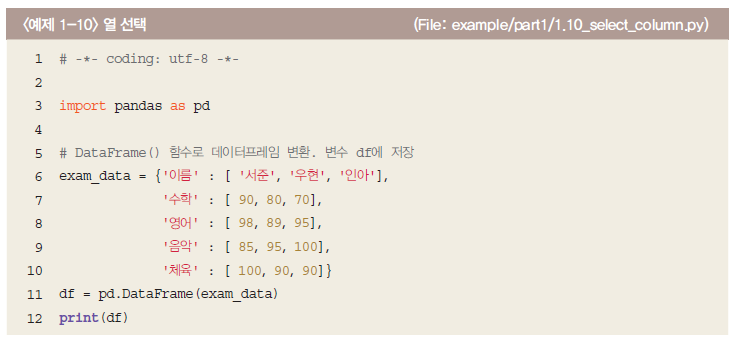 〈예제 1-10〉 열 선택 (File: example/part1/1.10_select_column.py)
1 # -*- coding: utf-8 -*-
2
3 import pandas as pd
4
5 # DataFrame() 함수로 데이터프레임 변환. 변수 df에 저장
6 exam_data = {'이름' : [ '서준', '우현', '인아'],
7 '수학' : [ 90, 80, 70],
8 '영어' : [ 98, 89, 95],
9 '음악' : [ 85, 95, 100],
10 '체육' : [ 100, 90, 90]}
11 df = pd.DataFrame(exam_data)
12 print(df)